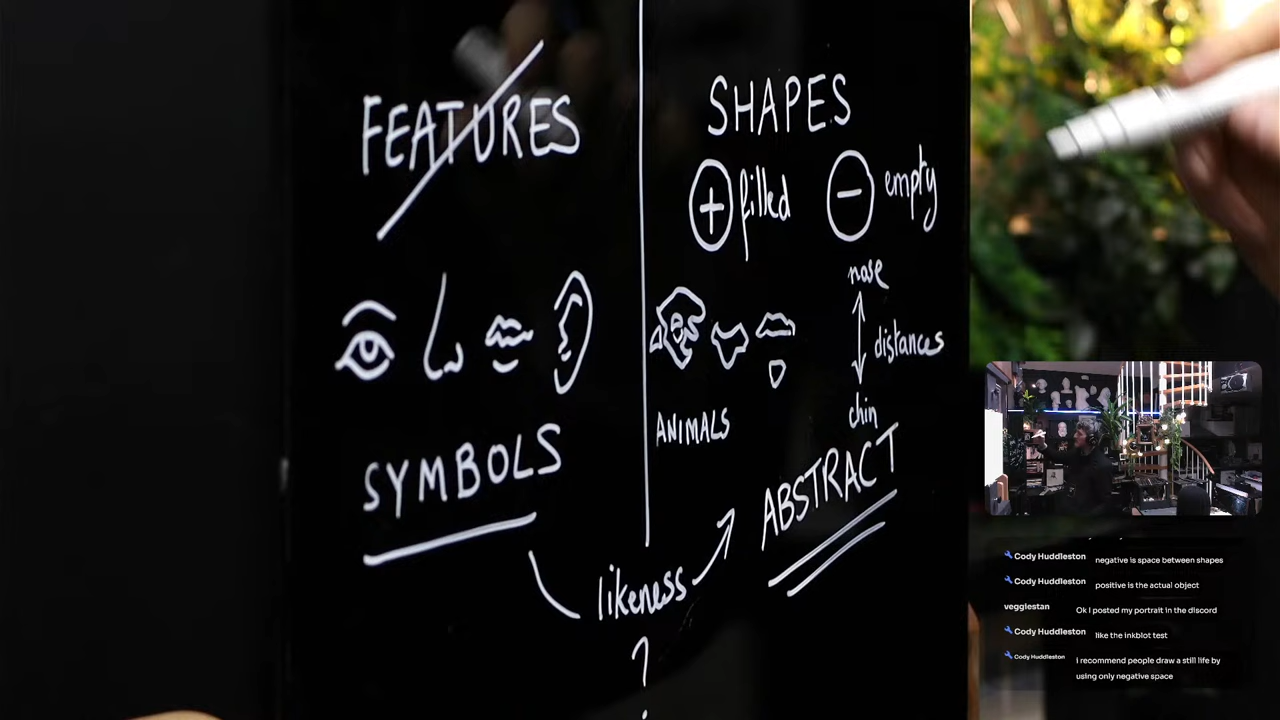 FEATURES
SYMBOLS
SHAPES
+ filled
− empty
nose
distances
chin
ANIMALS
ABSTRACT
likeness
?
Cody Huddleston negative is space between shapes
Cody Huddleston positive is the actual object
vegglestan Ok I posted my portrait in the discord
Cody Huddleston like the inkblot test
Cody Huddleston i recommend people draw a still life by
using only negative space